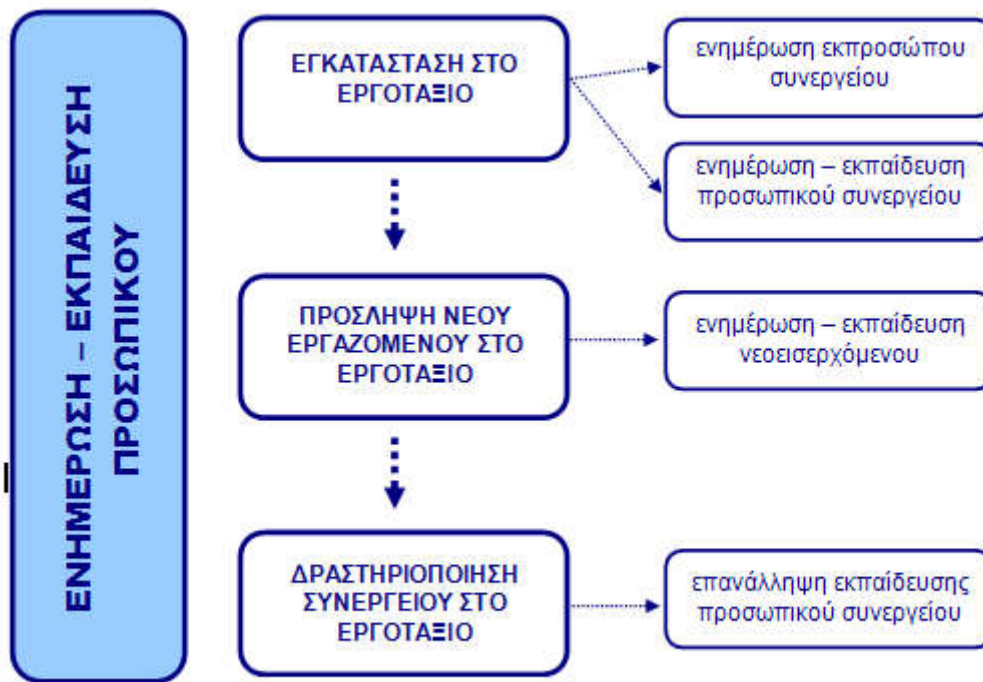 ΕΝΗΜΕΡΩΣΗ – ΕΚΠΑΙΔΕΥΣΗ
ΠΡΟΣΩΠΙΚΟΥ
ΕΓΚΑΤΑΣΤΑΣΗ ΣΤΟ
ΕΡΓΟΤΑΞΙΟ
ενημέρωση εκπροσώπου
συνεργείου
ενημέρωση – εκπαίδευση
προσωπικού συνεργείου
ΠΡΟΣΛΗΨΗ ΝΕΟΥ
ΕΡΓΑΖΟΜΕΝΟΥ ΣΤΟ
ΕΡΓΟΤΑΞΙΟ
ενημέρωση – εκπαίδευση
νεοεισερχόμενου
ΔΡΑΣΤΗΡΙΟΠΟΙΗΣΗ
ΣΥΝΕΡΓΕΙΟΥ ΣΤΟ
ΕΡΓΟΤΑΞΙΟ
επανάλληψη εκπαίδευσης
προσωπικού συνεργείου